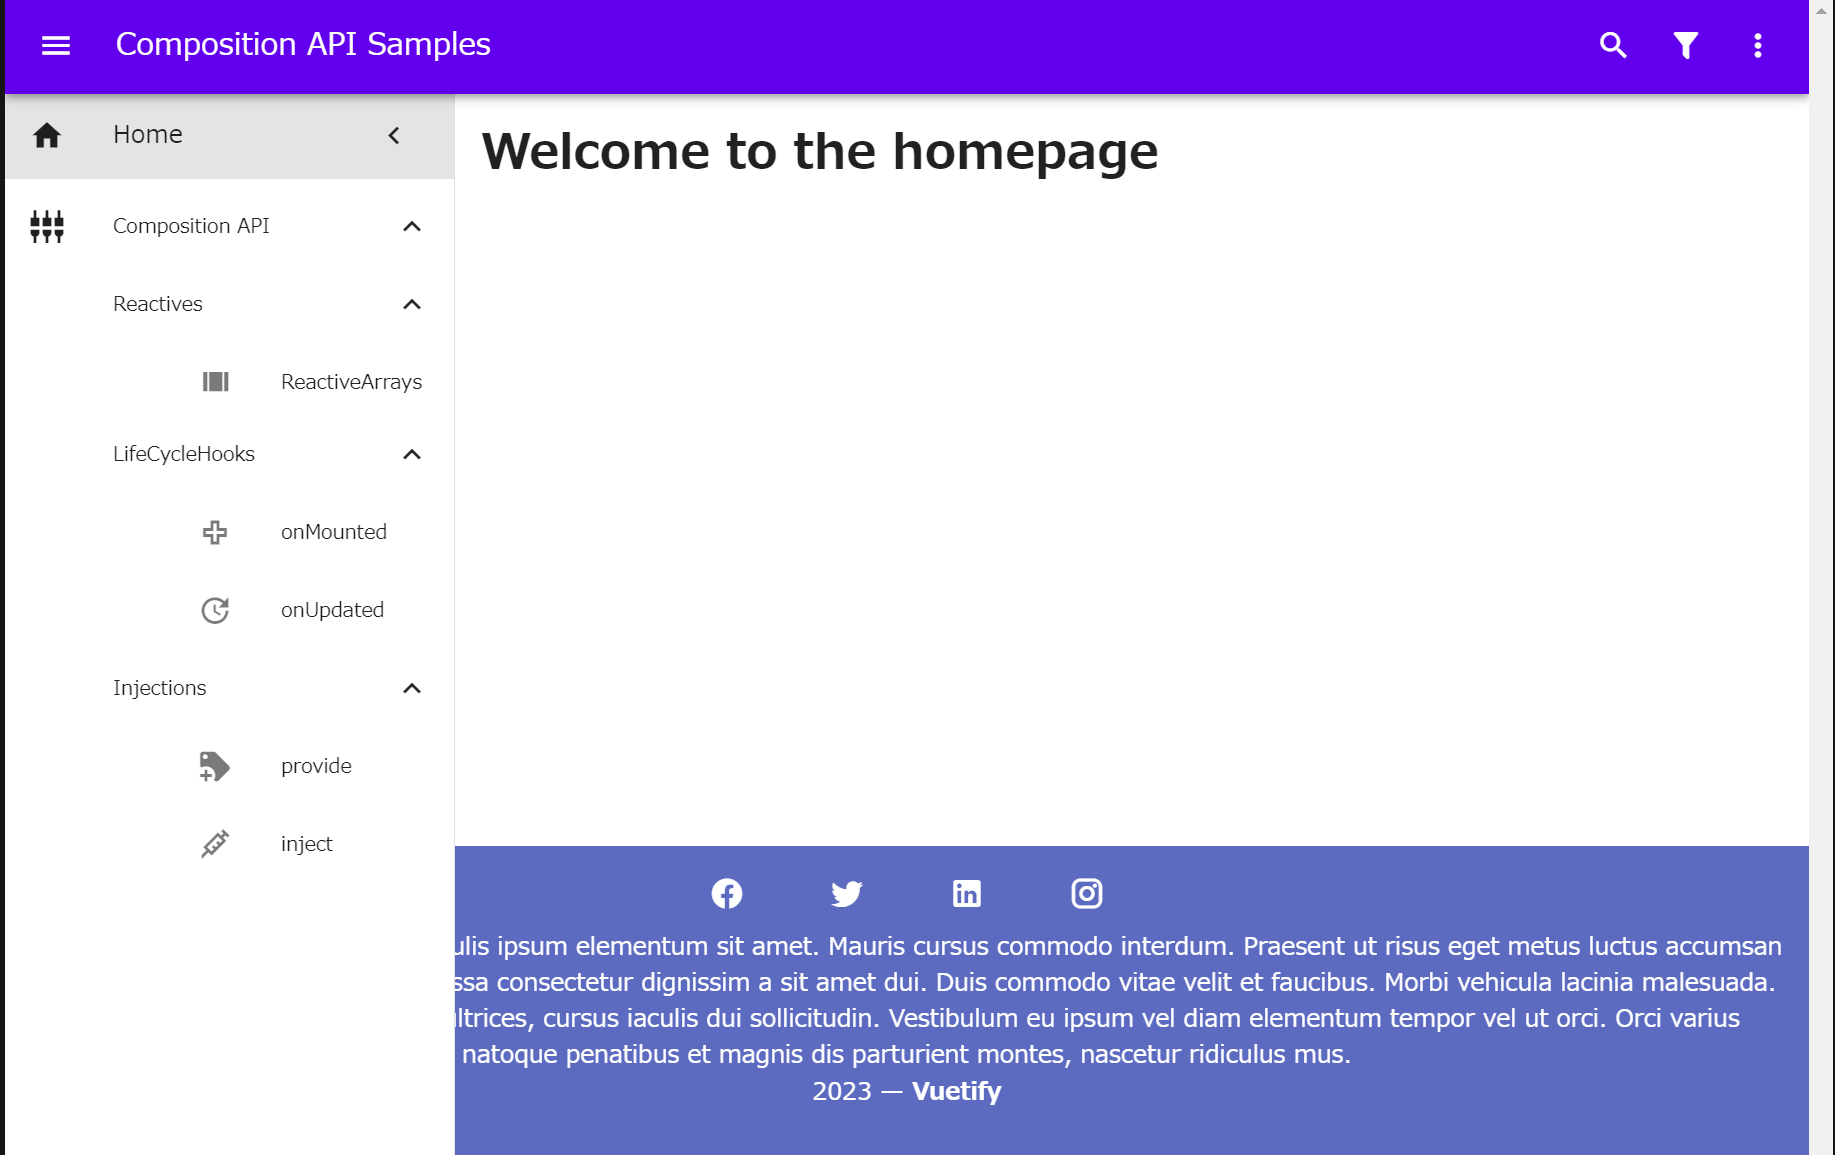 Composition API Samples
Home
Composition API
Reactives
ReactiveArrays
LifeCycleHooks
onMounted
onUpdated
Injections
provide
inject
Welcome to the homepage
ipsum elementum sit amet. Mauris cursus commodo interdum. Praesent ut risus eget metus luctus accumsan
consectetur dignissim a sit amet dui. Duis commodo vitae velit et faucibus. Morbi vehicula lacinia malesuada.
cursus iaculis dui sollicitudin. Vestibulum eu ipsum vel diam elementum tempor vel ut orci. Orci varius
natoque penatibus et magnis dis parturient montes, nascetur ridiculus mus.
2023 — Vuetify